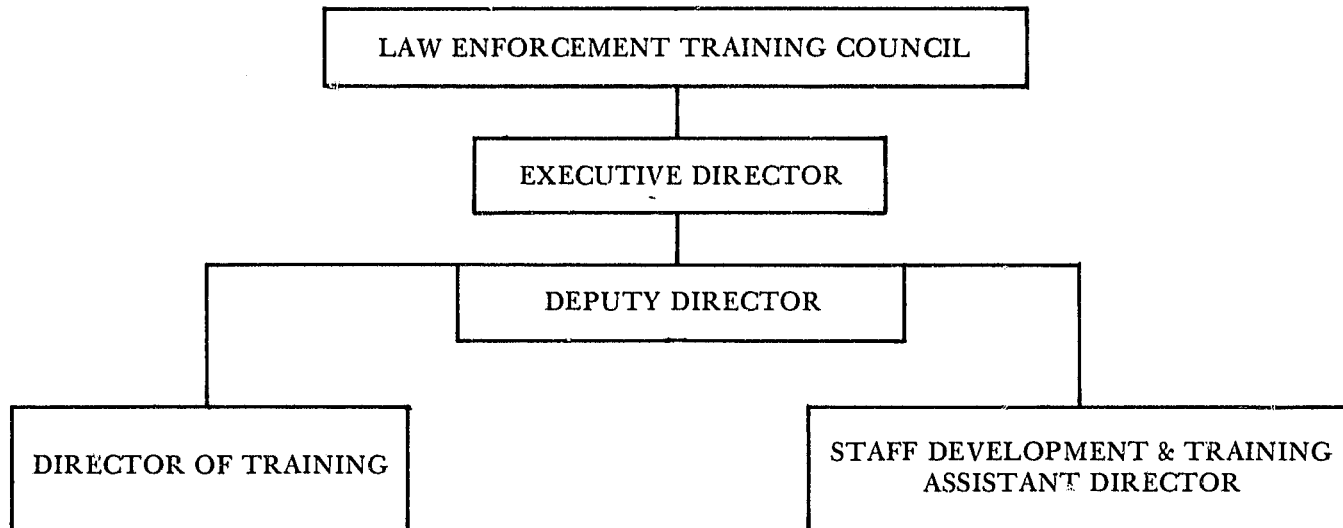 LAW ENFORCEMENT TRAINING COUNCIL
EXECUTIVE DIRECTOR
DEPUTY DIRECTOR
DIRECTOR OF TRAINING
STAFF DEVELOPMENT & TRAINING
ASSISTANT DIRECTOR